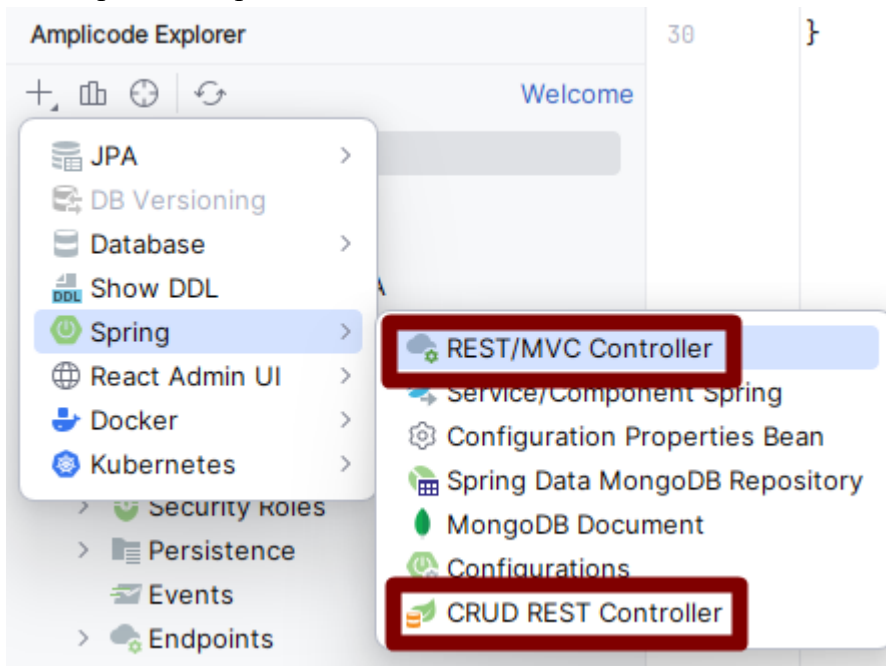 Amplicode Explorer
30 }
Welcome
JPA
DB Versioning
Database
DDL Show DDL
Spring
React Admin UI
Docker
Kubernetes
REST/MVC Controller
Service/Component Spring
Configuration Properties Bean
Spring Data MongoDB Repository
MongoDB Document
Configurations
CRUD REST Controller
Security Roles
Persistence
Events
Endpoints